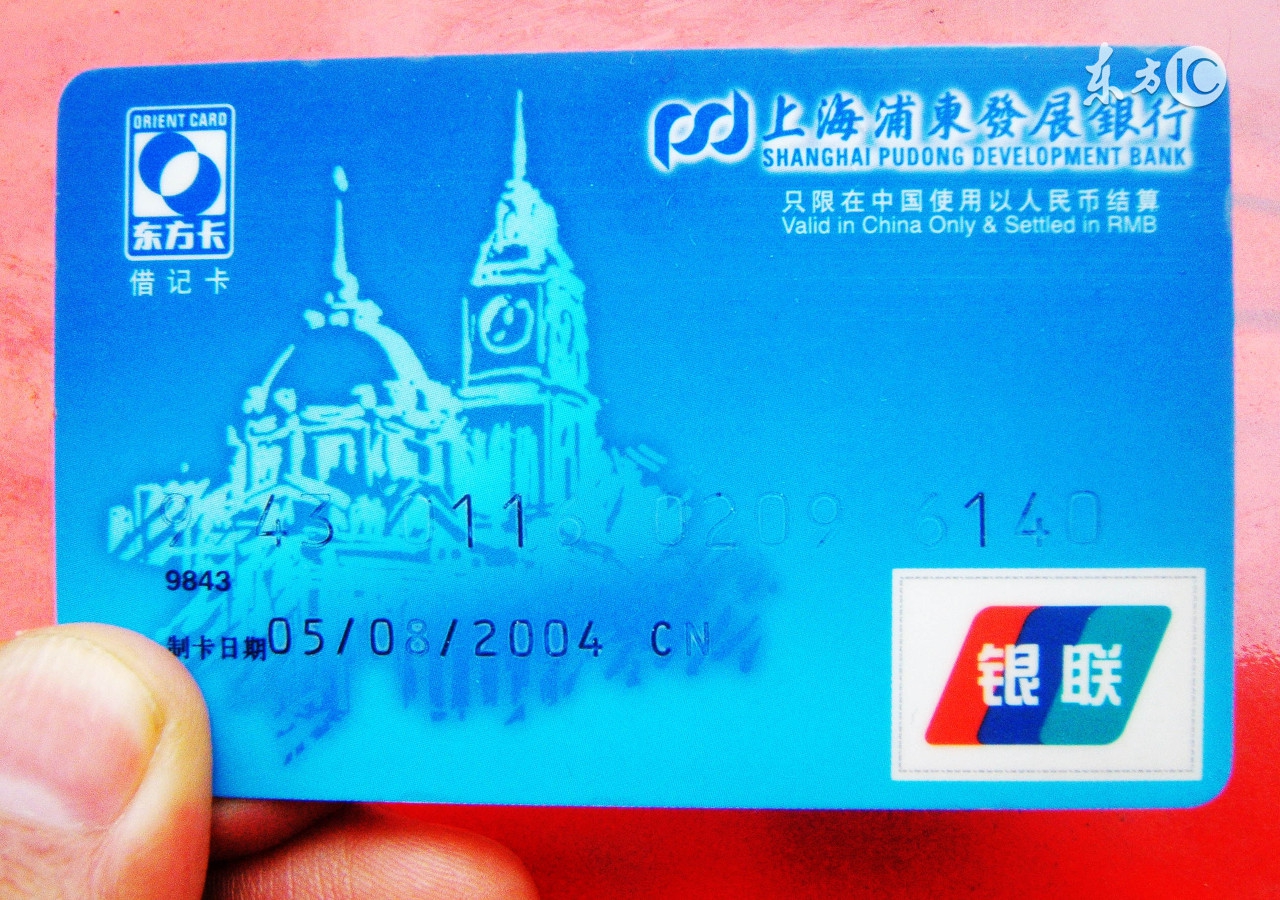 东方IC
ORIENT CARD
东方卡
借记卡
上海浦東發展銀行
SHANGHAI PUDONG DEVELOPMENT BANK
只限在中国使用以人民币结算
Valid in China Only & Settled in RMB
0116 0209 6140
9843
制卡日期05/08/2004 CN
银联